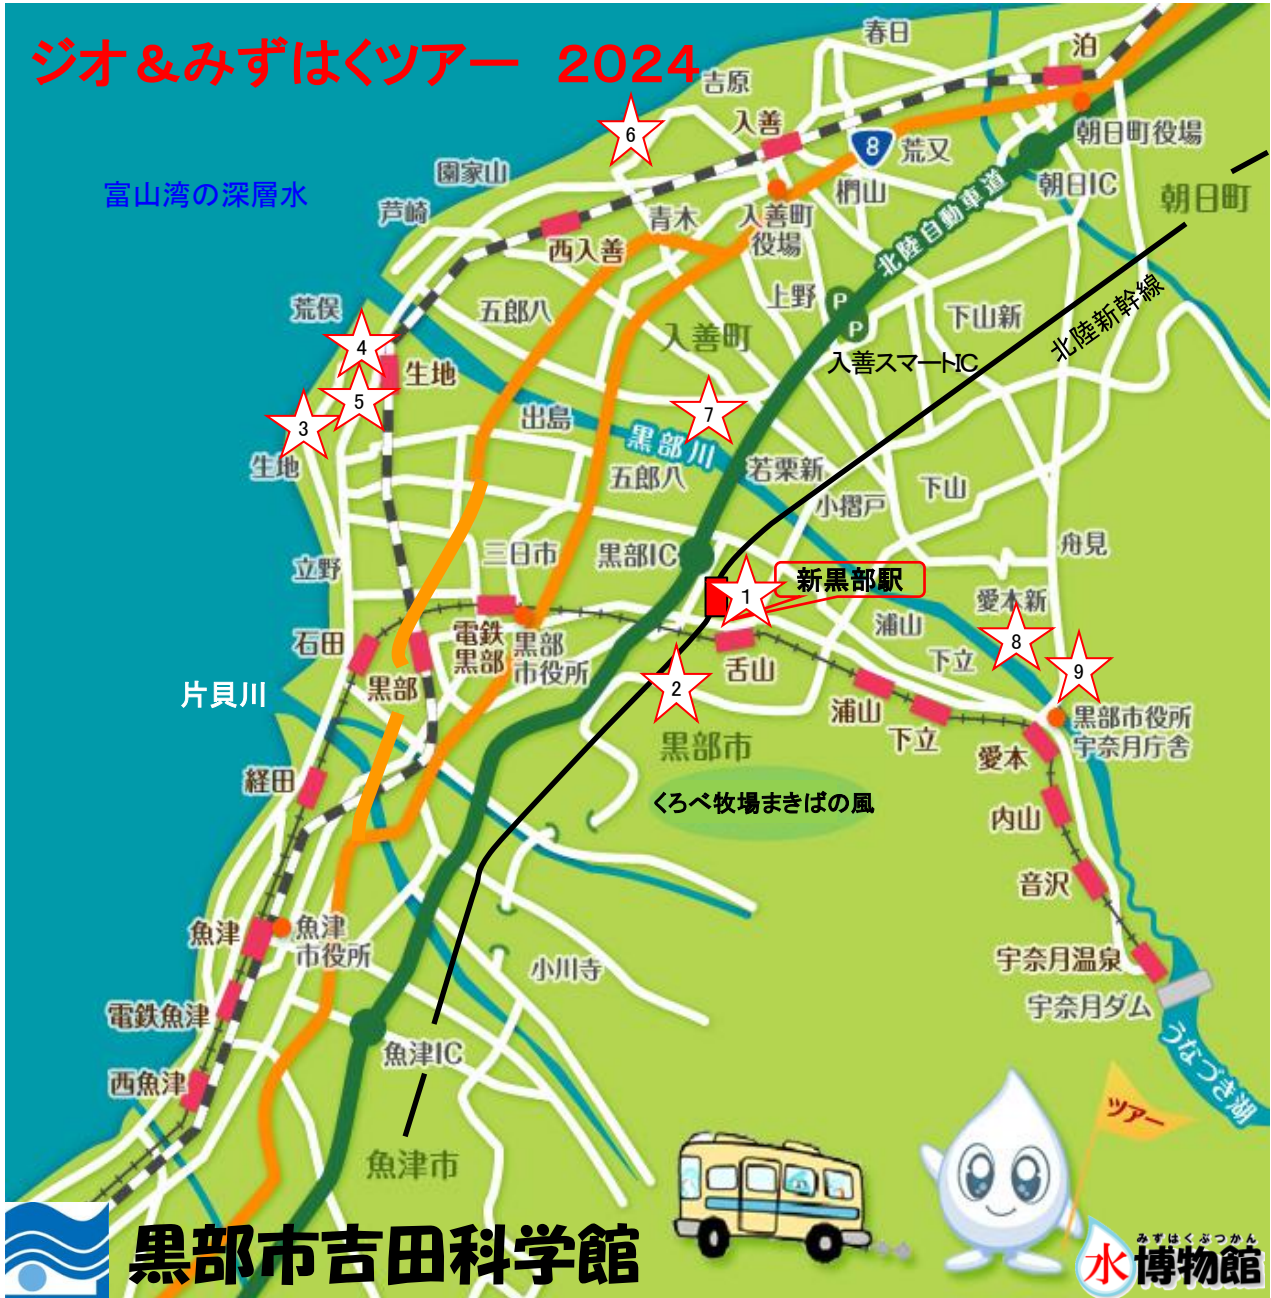 ジオ＆みずはくツアー　２０２４
春日
泊
吉原
6
入善
8
荒又
朝日町役場
園家山
富山湾の深層水
椚山
朝日IC
朝日町
芦崎
青木
入善町
役場
西入善
北陸自動車道
上野
P
P
荒俣
五郎八
入善町
下山新
北陸新幹線
4
入善スマートIC
生地
5
7
出島
3
黒部川
生地
五郎八
若栗新
下山
小摺戸
舟見
立野
三日市
黒部IC
新黒部駅
1
愛本新
石田
電鉄
黒部
黒部
市役所
浦山
下立
8
9
舌山
2
片貝川
黒部
浦山
下立
黒部市役所
宇奈月庁舎
黒部市
愛本
経田
くろべ牧場まきばの風
内山
音沢
魚津
魚津
市役所
小川寺
宇奈月温泉
電鉄魚津
宇奈月ダム
魚津IC
うなづき湖
西魚津
ツアー
魚津市
黒部市吉田科学館
みずはくぶつかん
水博物館